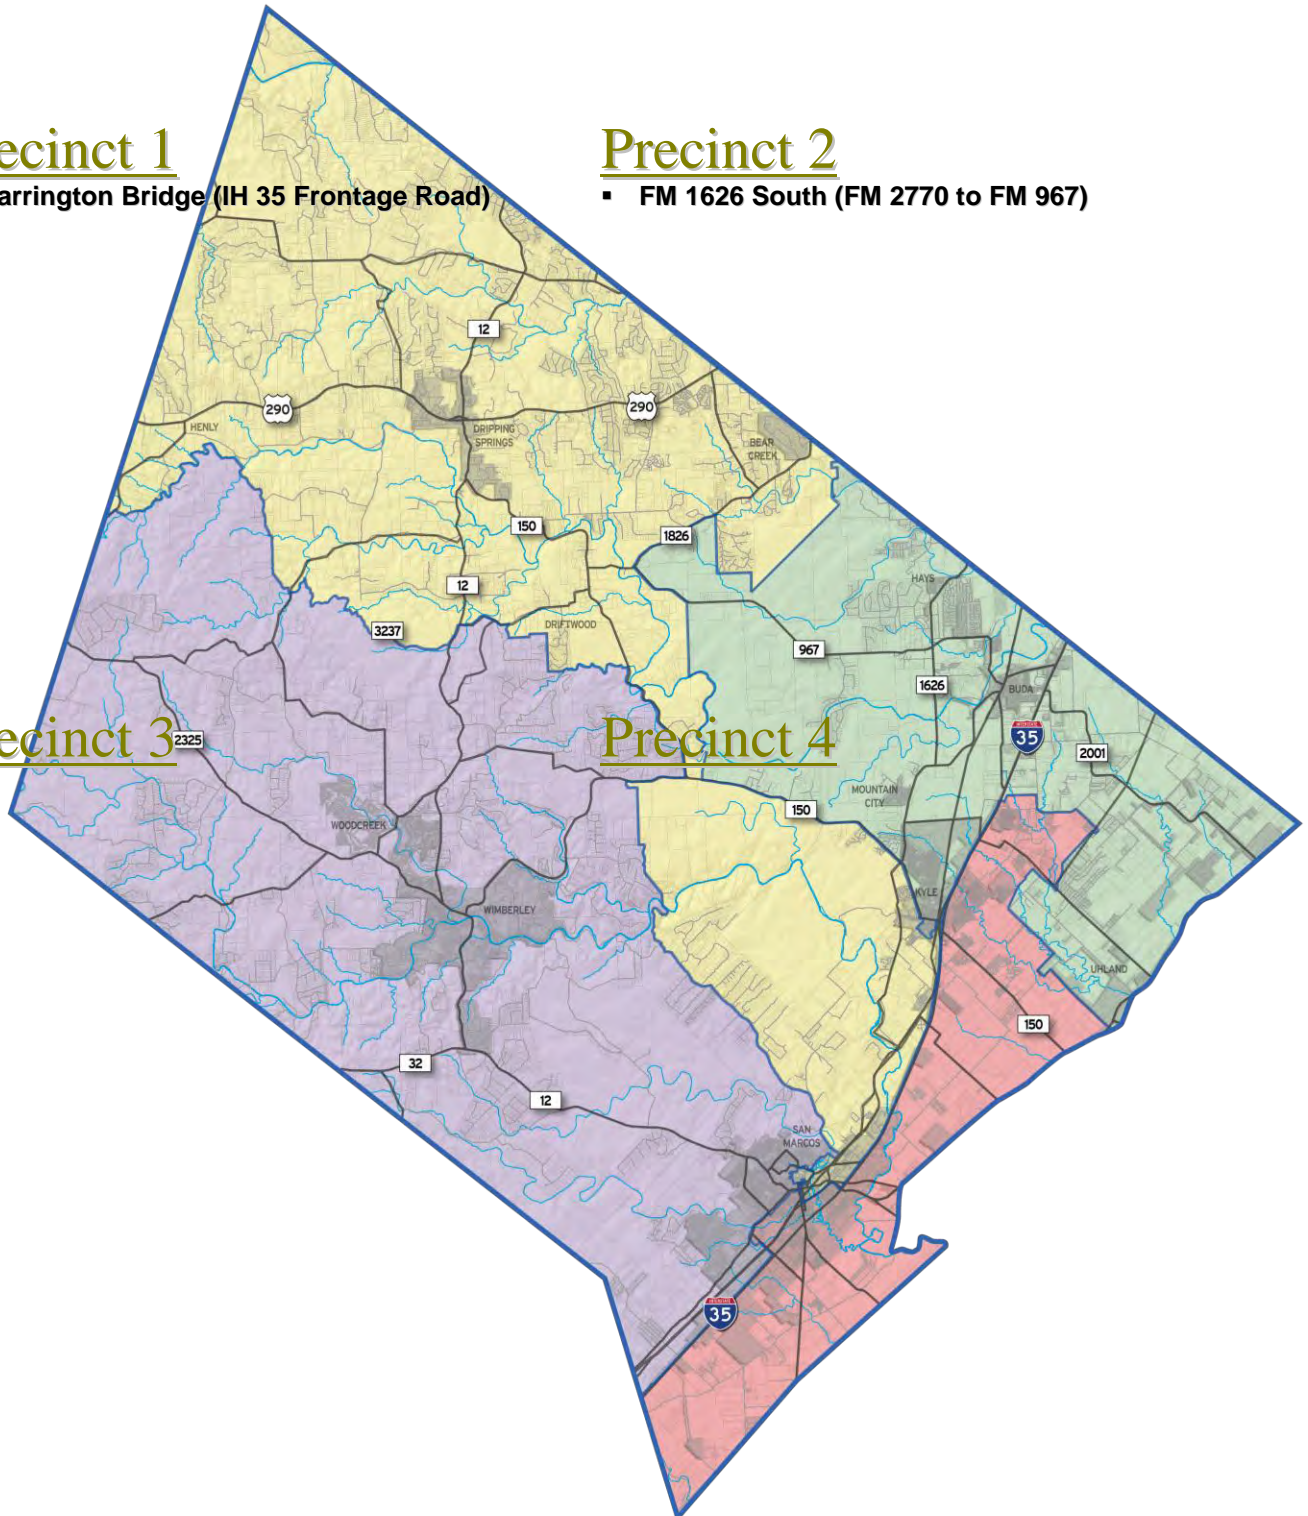 ecinct 1
Precinct 2
arrington Bridge (IH 35 Frontage Road)
▪ FM 1626 South (FM 2770 to FM 967)
12
290
290
HENLY
DRIPPING
SPRINGS
BEAR
CREEK
150
1826
12
HAYS
DRIFTWOOD
3237
967
1626
BUDA
ecinct 3
2325
Precinct 4
INTERSTATE
35
2001
MOUNTAIN
CITY
150
WOODCREEK
KYLE
WIMBERLEY
UHLAND
150
32
12
SAN
MARCOS
INTERSTATE
35